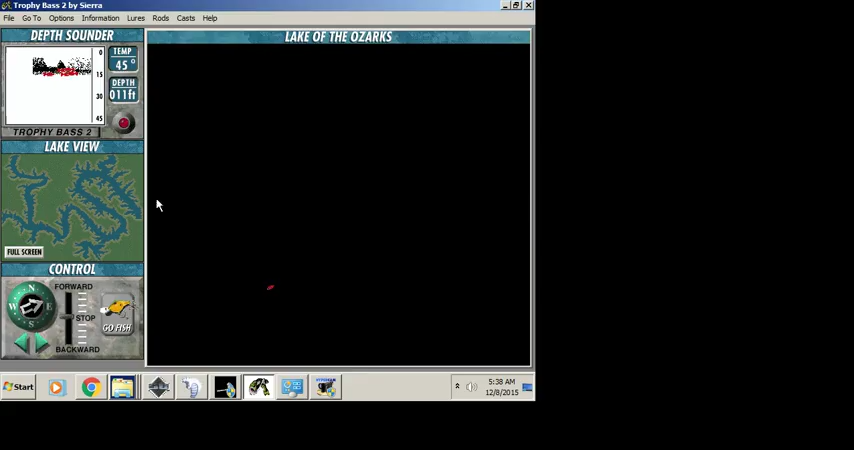 Trophy Bass 2 by Sierra
File Go To Options Information Lures Rods Casts Help
DEPTH SOUNDER
0
15
30
45
TEMP
45°
DEPTH
011ft
TROPHY BASS 2
LAKE VIEW
FULL SCREEN
CONTROL
N
W E
S
FORWARD
STOP
BACKWARD
GO FISH
LAKE OF THE OZARKS
Start
5:38 AM
12/8/2015